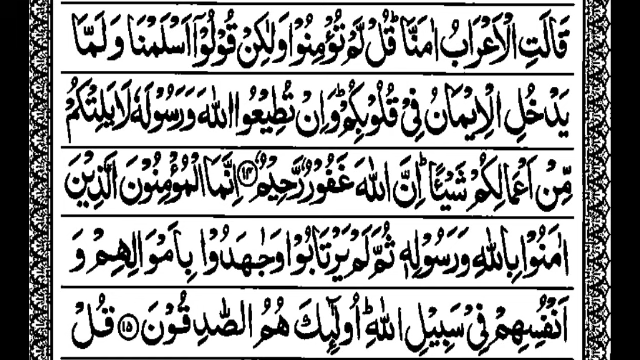 قَالَتِ الْاَعْرَابُ اٰمَنَّا ؕ قُلْ لَّمْ تُؤْمِنُوْا وَلٰكِنْ قُوْلُوْۤا اَسْلَمْنَا وَلَمَّا
يَدْخُلِ الْاِيْمَانُ فِيْ قُلُوْبِكُمْ ؕ وَاِنْ تُطِيْعُوا اللّٰهَ وَرَسُوْلَهٗ لَا يَلِتْكُمْ
مِّنْ اَعْمَالِكُمْ شَيْـًٔا ؕ اِنَّ اللّٰهَ غَفُوْرٌ رَّحِيْمٌ ۝۱۴ اِنَّمَا الْمُؤْمِنُوْنَ الَّذِيْنَ
اٰمَنُوْا بِاللّٰهِ وَرَسُوْلِهٖ ثُمَّ لَمْ يَرْتَابُوْا وَجٰهَدُوْا بِاَمْوَالِهِمْ وَ
اَنْفُسِهِمْ فِيْ سَبِيْلِ اللّٰهِ ؕ اُولٰٓئِكَ هُمُ الصّٰدِقُوْنَ ۝۱۵ قُلْ